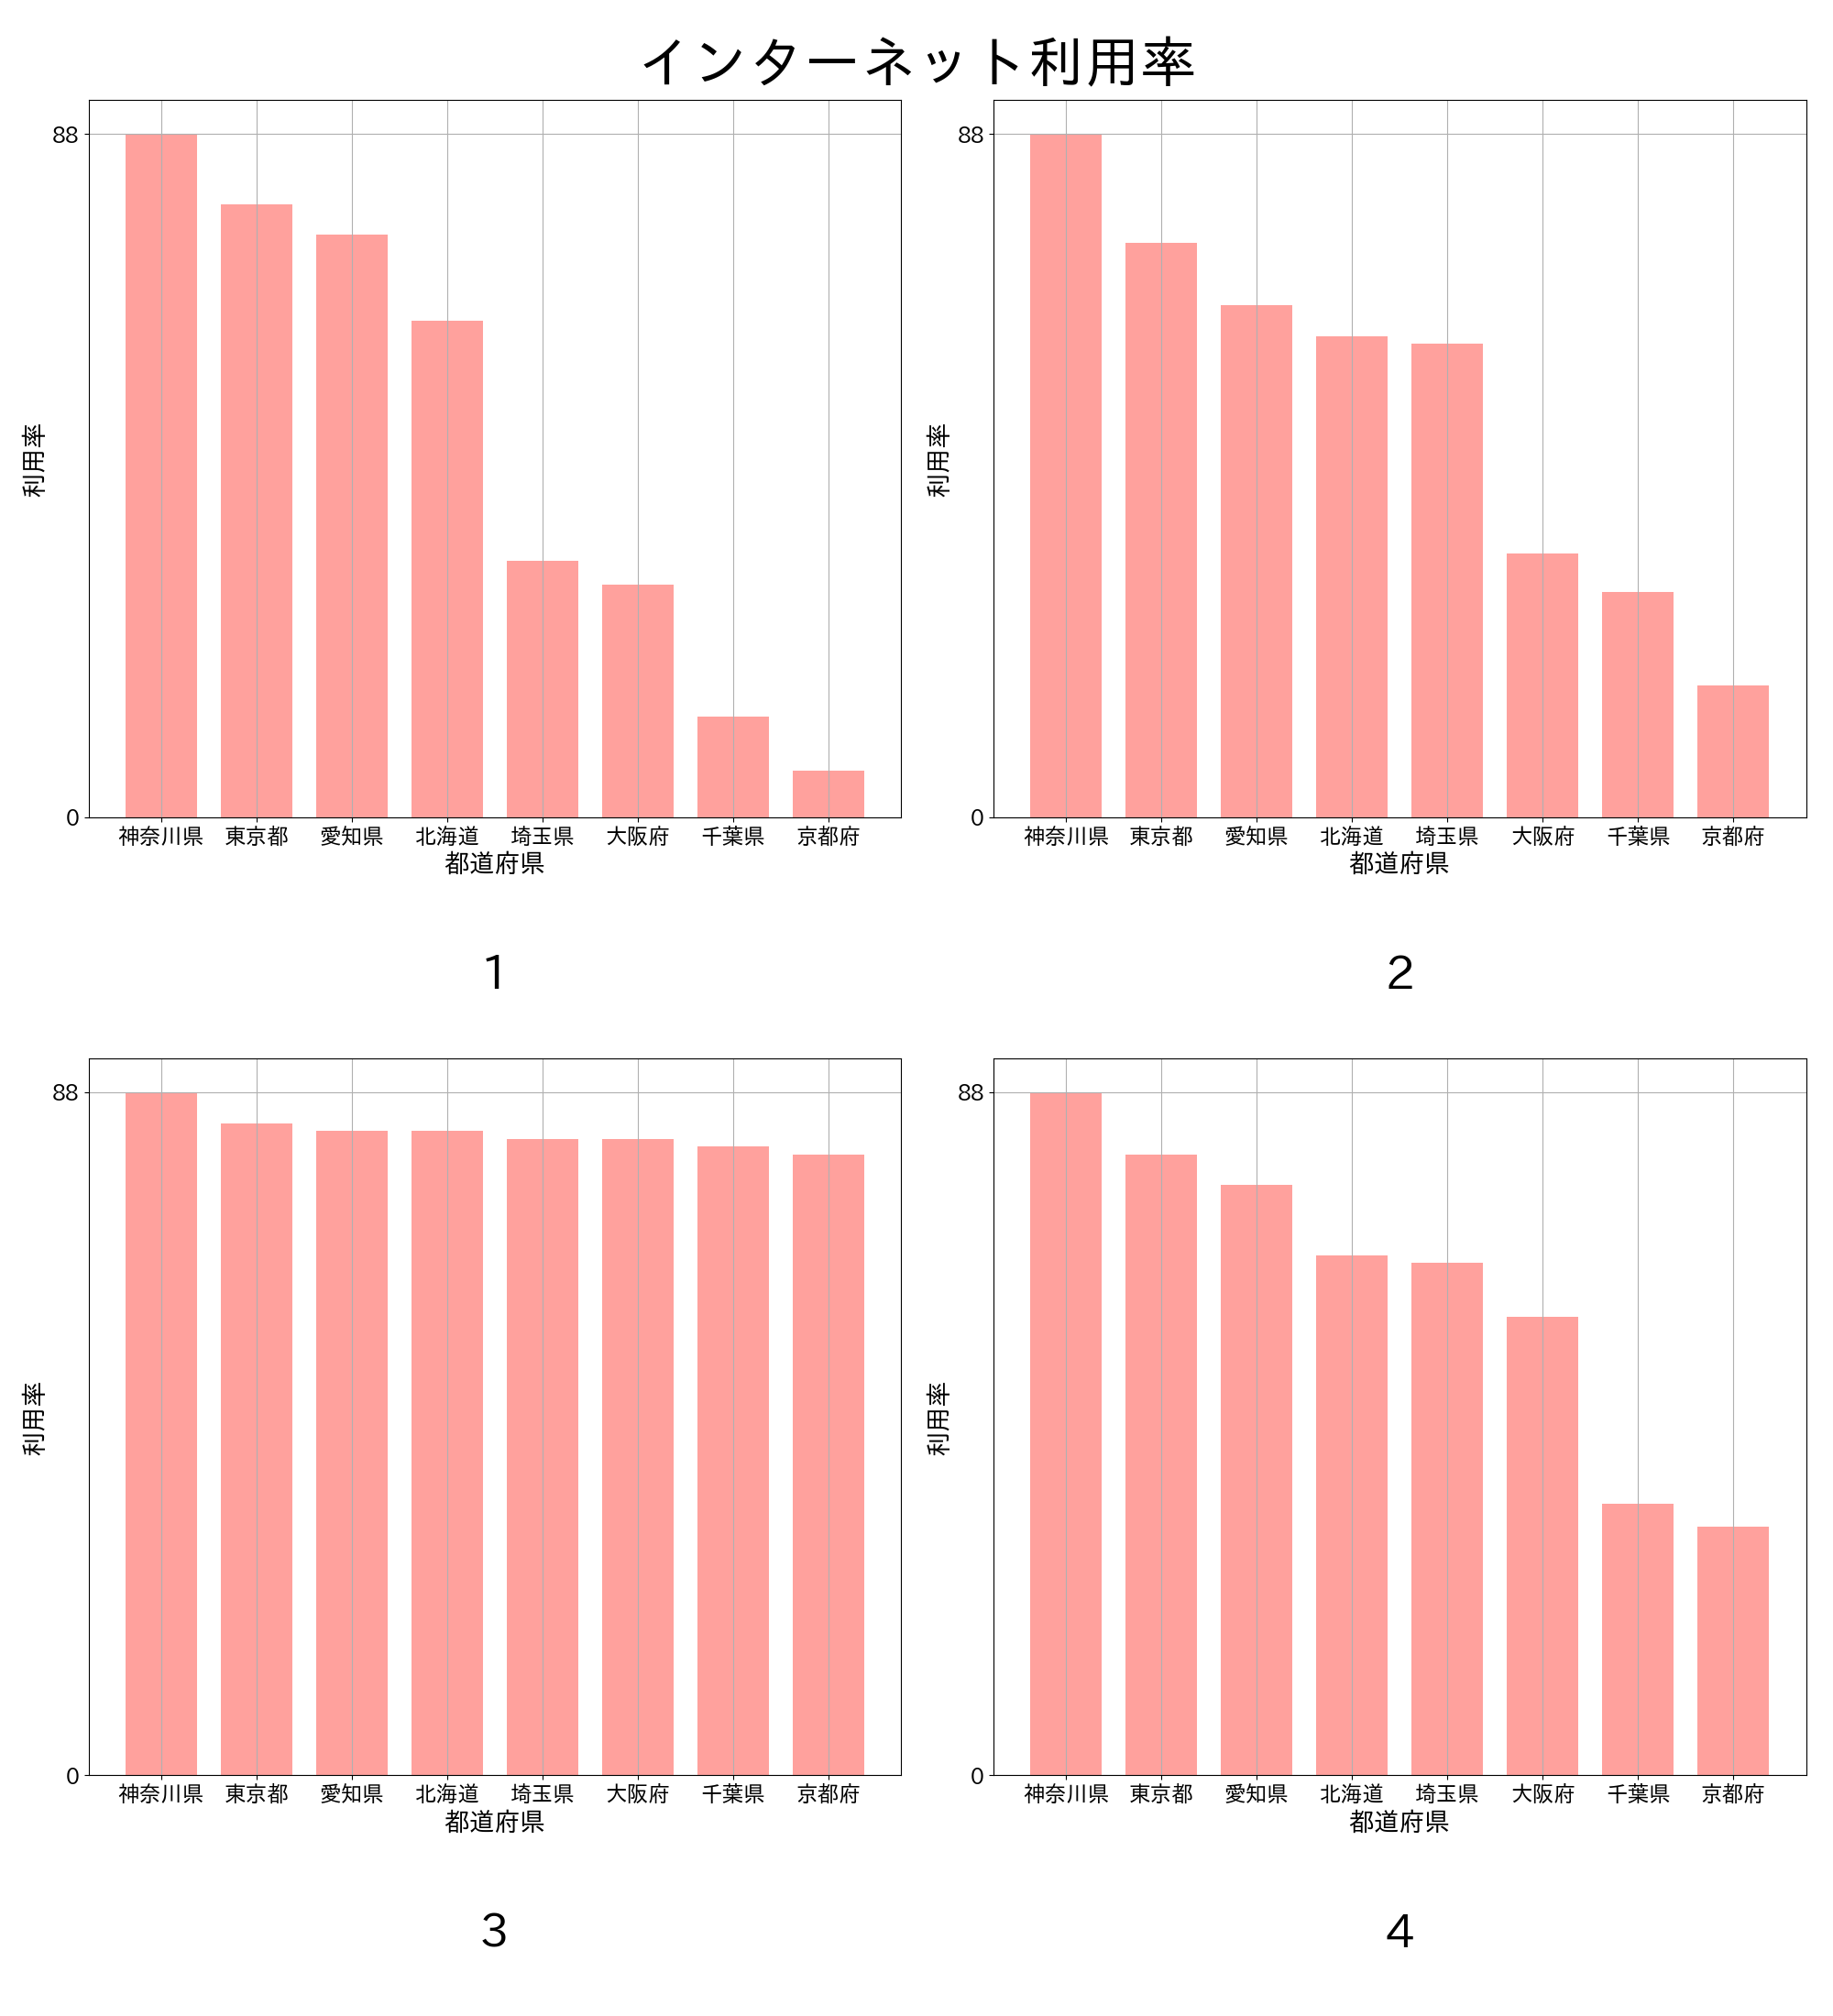 インターネット利用率
88
0
利用率
神奈川県 東京都 愛知県 北海道 埼玉県 大阪府 千葉県 京都府
都道府県
1
88
0
利用率
神奈川県 東京都 愛知県 北海道 埼玉県 大阪府 千葉県 京都府
都道府県
2
88
0
利用率
神奈川県 東京都 愛知県 北海道 埼玉県 大阪府 千葉県 京都府
都道府県
3
88
0
利用率
神奈川県 東京都 愛知県 北海道 埼玉県 大阪府 千葉県 京都府
都道府県
4